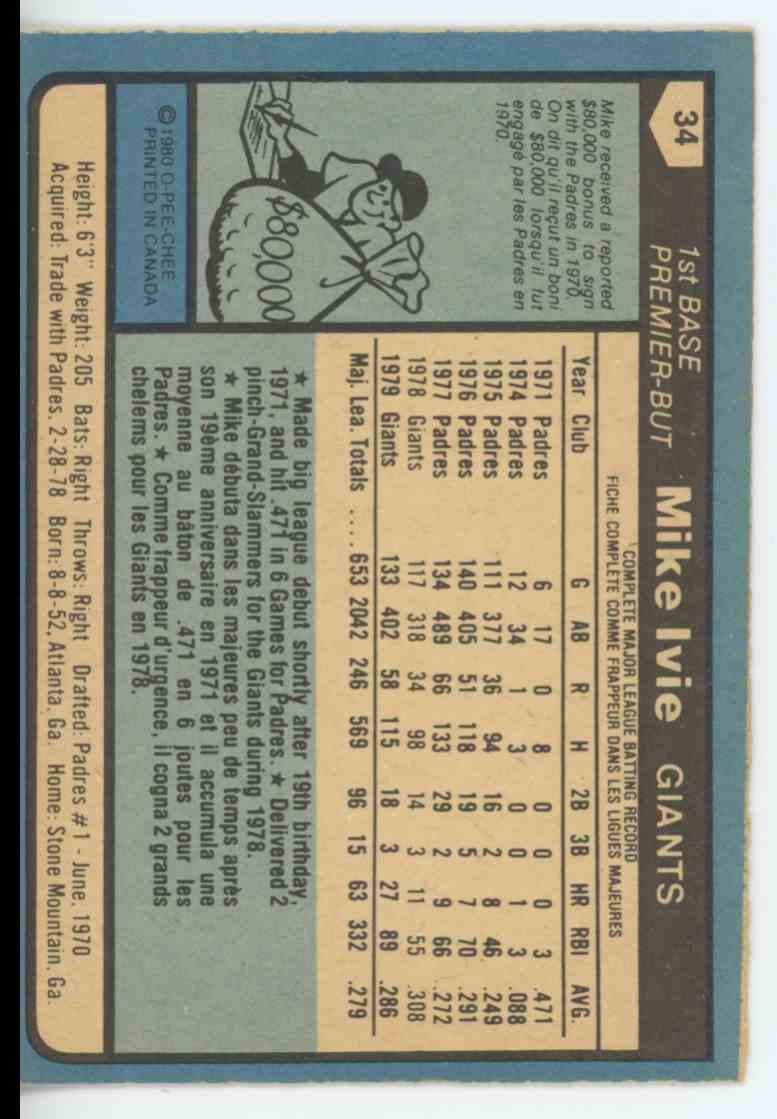 34
1st BASE
PREMIER-BUT
Mike Ivie GIANTS
Mike received a reported
$80,000 bonus to sign
with the Padres in 1970.
On dit qu'il reçut un boni
de $80,000 lorsqu'il fut
engagé par les Padres en
1970.
$80,000
© 1980 O-PEE-CHEE
PRINTED IN CANADA
COMPLETE MAJOR LEAGUE BATTING RECORD
FICHE COMPLÈTE COMME FRAPPEUR DANS LES LIGUES MAJEURES
Year Club G AB R H 2B 3B HR RBI AVG.
1971 Padres 6 17 0 8 0 0 0 3 .471
1974 Padres 12 34 1 3 0 0 1 3 .088
1975 Padres 111 377 36 94 16 2 8 46 .249
1976 Padres 140 405 51 118 19 5 7 70 .291
1977 Padres 134 489 66 133 29 2 9 66 .272
1978 Giants 117 318 34 98 14 3 11 55 .308
1979 Giants 133 402 58 115 18 3 27 89 .286
Maj. Lea. Totals .... 653 2042 246 569 96 15 63 332 .279
★ Made big league debut shortly after 19th birthday,
1971, and hit .471 in 6 Games for Padres. ★ Delivered 2
pinch-Grand-Slammers for the Giants during 1978.
★ Mike débuta dans les majeures peu de temps après
son 19ème anniversaire en 1971 et il accumula une
moyenne au bâton de .471 en 6 joutes pour les
Padres. ★ Comme frappeur d'urgence, il cogna 2 grands
chelems pour les Giants en 1978.
Height: 6'3" Weight: 205 Bats: Right Throws: Right Drafted: Padres #1 - June, 1970
Acquired: Trade with Padres, 2-28-78 Born: 8-8-52, Atlanta, Ga. Home: Stone Mountain, Ga.